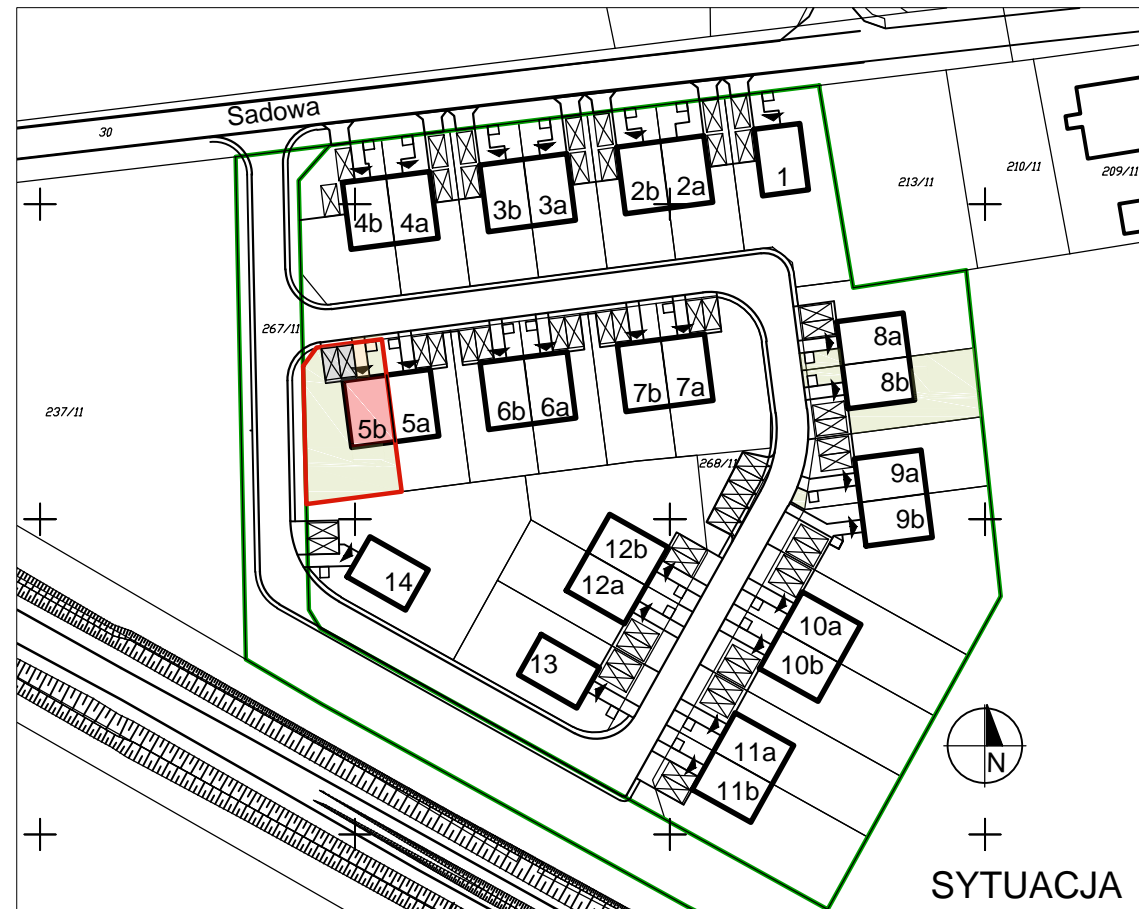 Sadowa
30
4b 4a
3b 3a
2b 2a
1
213/11
210/11
209/11
267/11
237/11
5b 5a
6b 6a
7b 7a
8a
8b
268/11
9a
9b
12b
12a
14
13
10a
10b
11a
11b
N
SYTUACJA